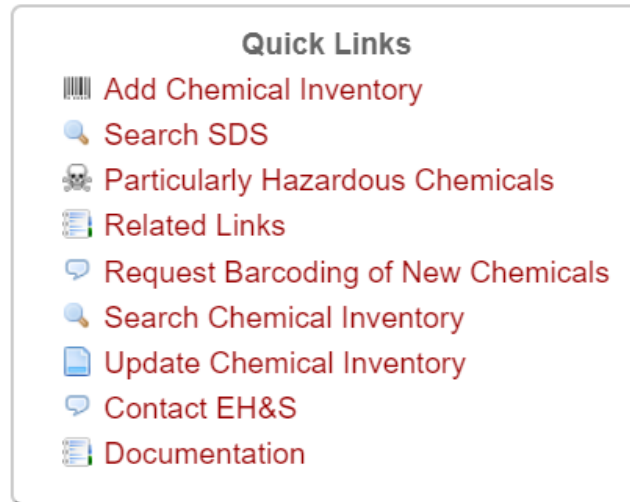 Quick Links
Add Chemical Inventory
Search SDS
Particularly Hazardous Chemicals
Related Links
Request Barcoding of New Chemicals
Search Chemical Inventory
Update Chemical Inventory
Contact EH&S
Documentation